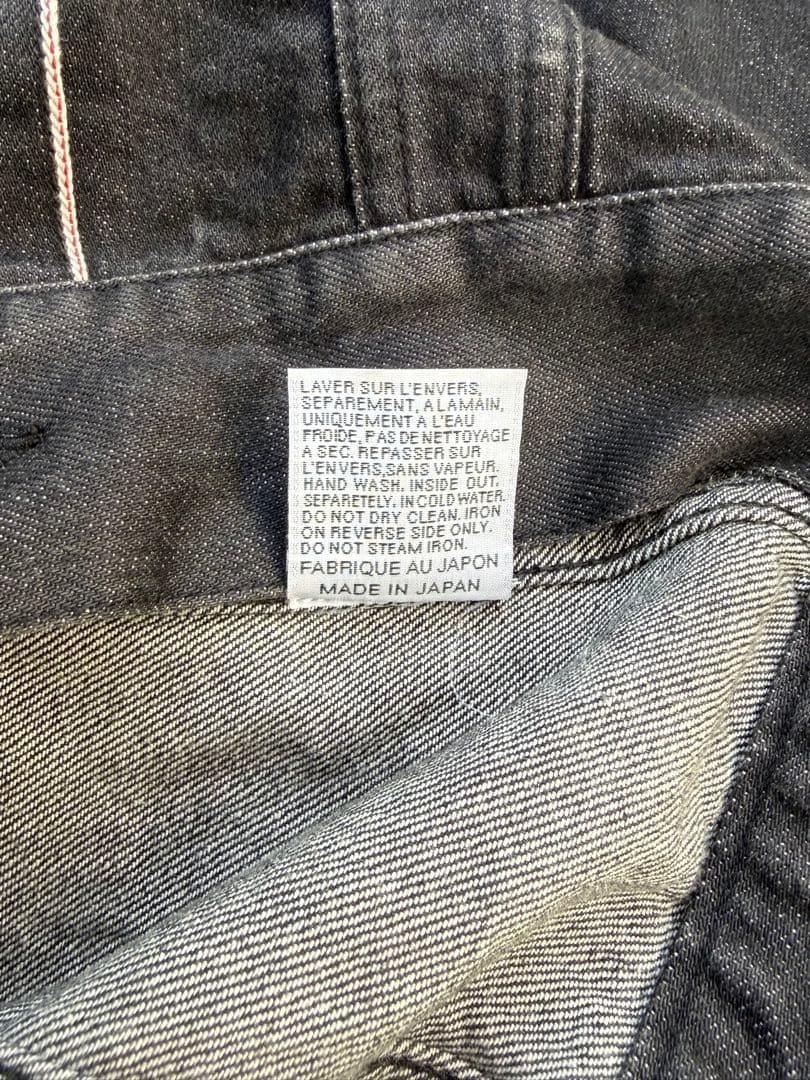 LAVER SUR L'ENVERS,
SEPAREMENT, A LA MAIN,
UNIQUEMENT A L'EAU
FROIDE, PAS DE NETTOYAGE
A SEC. REPASSER SUR
L'ENVERS, SANS VAPEUR.
HAND WASH. INSIDE OUT.
SEPARETELY. IN COLD WATER.
DO NOT DRY CLEAN. IRON
ON REVERSE SIDE ONLY.
DO NOT STEAM IRON.
FABRIQUE AU JAPON
MADE IN JAPAN